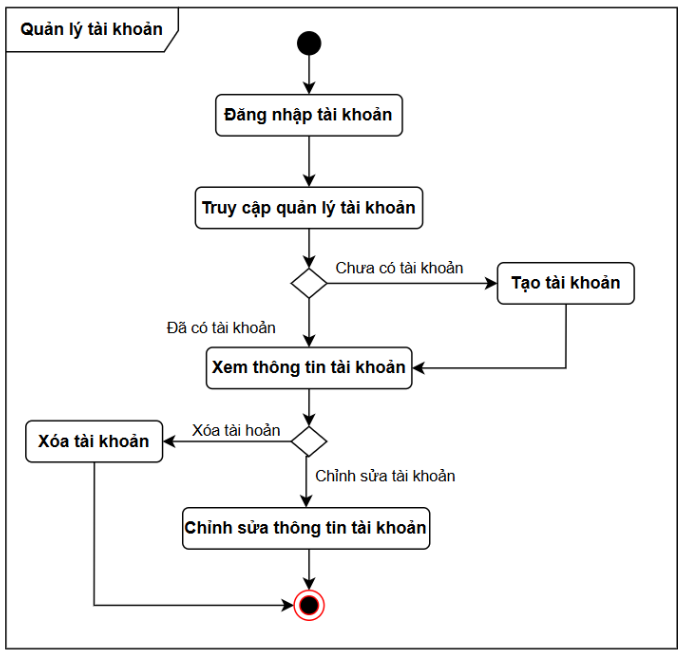 Quản lý tài khoản
Đăng nhập tài khoản
Truy cập quản lý tài khoản
Chưa có tài khoản
Tạo tài khoản
Đã có tài khoản
Xem thông tin tài khoản
Xóa tài khoản
Xóa tài hoản
Chỉnh sửa tài khoản
Chỉnh sửa thông tin tài khoản